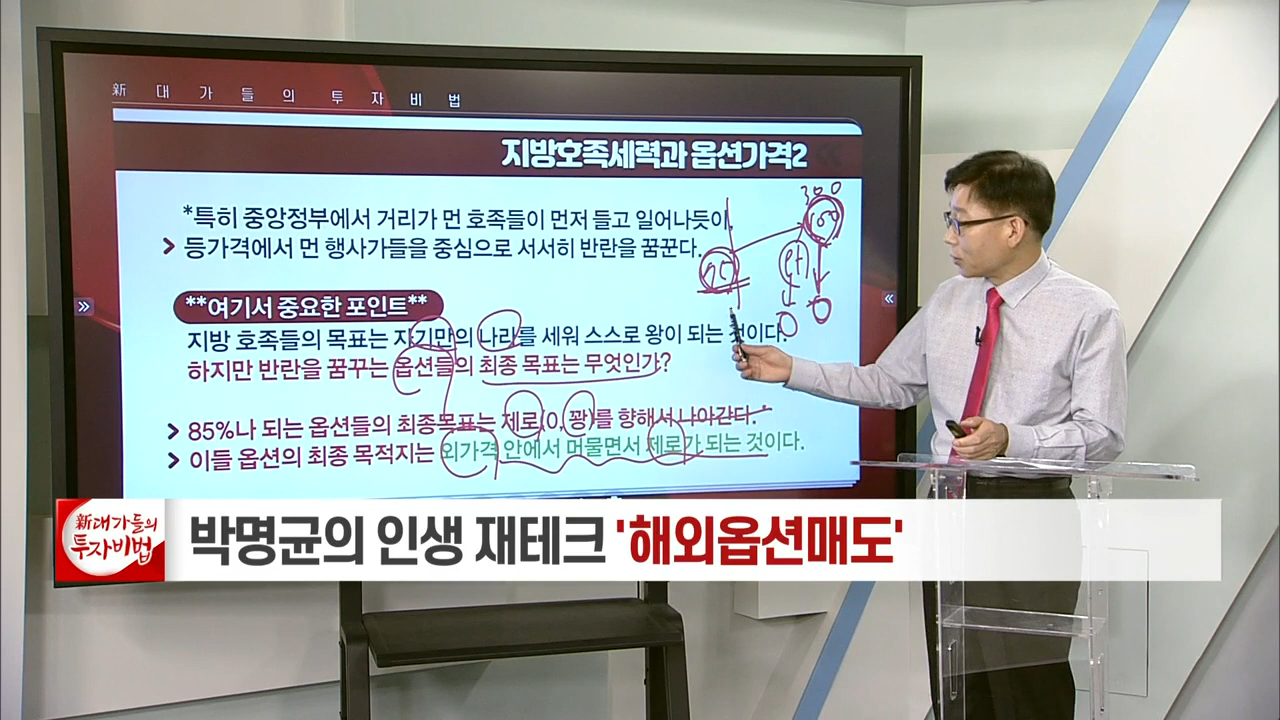 新 대 가 들 의 투 자 비 법
지방호족세력과 옵션가격2
*특히 중앙정부에서 거리가 먼 호족들이 먼저 들고 일어나듯이
등가격에서 먼 행사가들을 중심으로 서서히 반란을 꿈꾼다.
**여기서 중요한 포인트**
지방 호족들의 목표는 자기만의 나라를 세워 스스로 왕이 되는 것이다.
하지만 반란을 꿈꾸는 옵션들의 최종 목표는 무엇인가?
85%나 되는 옵션들의 최종목표는 제로(0, 꽝)를 향해서 나아간다.
이들 옵션의 최종 목적지는 외가격 안에서 머물면서 제로가 되는 것이다.
300
75
0
0
新대가들의
투자비법
박명균의 인생 재테크 '해외옵션매도'